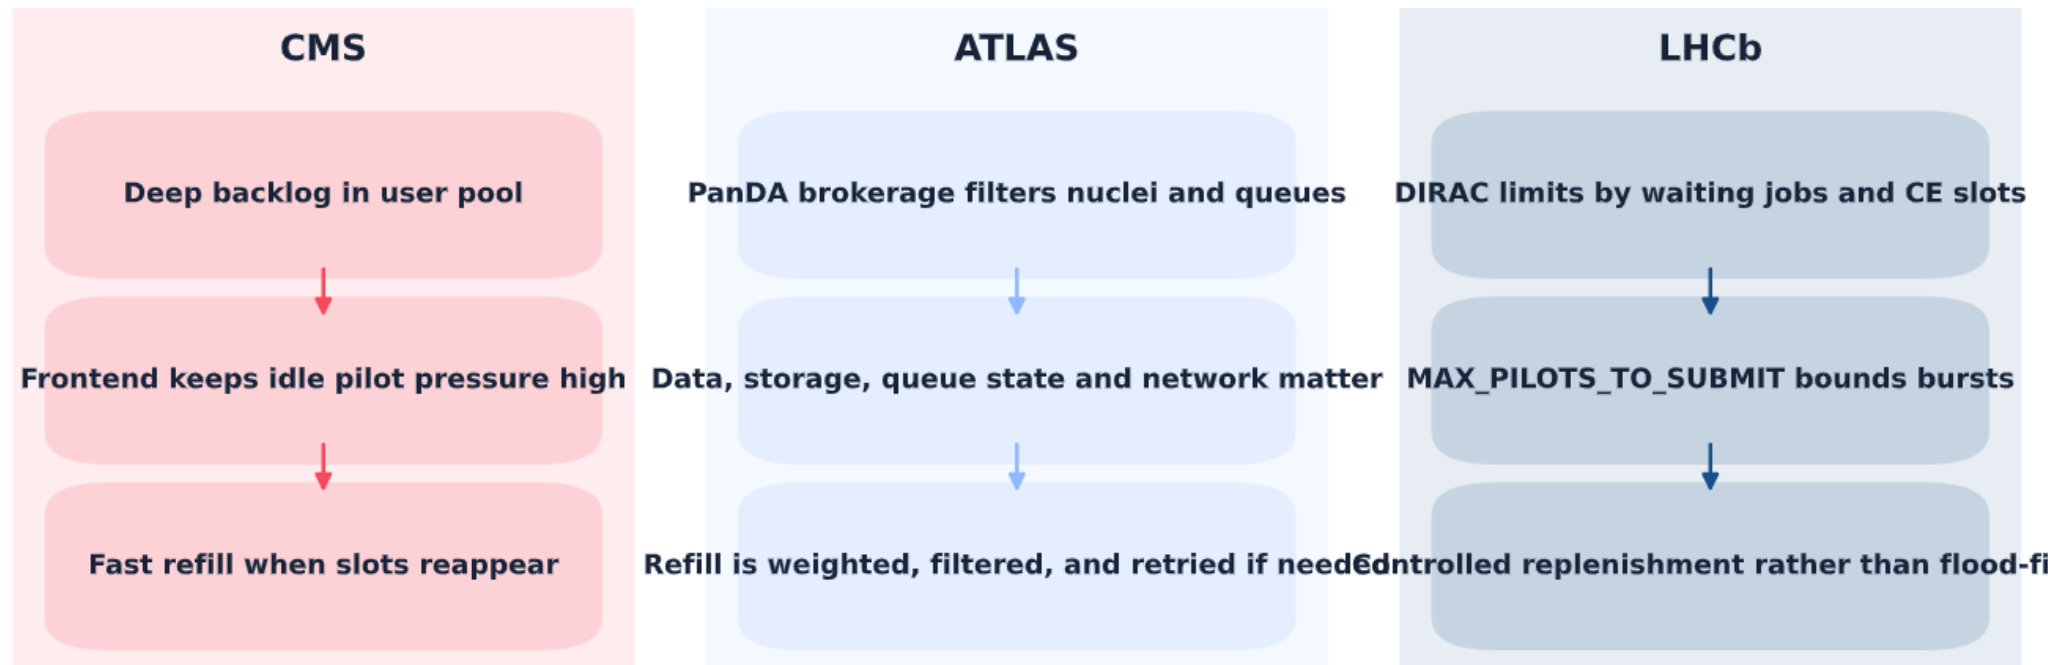 CMS
Deep backlog in user pool
Frontend keeps idle pilot pressure high
Fast refill when slots reappear
ATLAS
PanDA brokerage filters nuclei and queues
Data, storage, queue state and network matter
Refill is weighted, filtered, and retried if needed
LHCb
DIRAC limits by waiting jobs and CE slots
MAX_PILOTS_TO_SUBMIT bounds bursts
Controlled replenishment rather than flood-fi